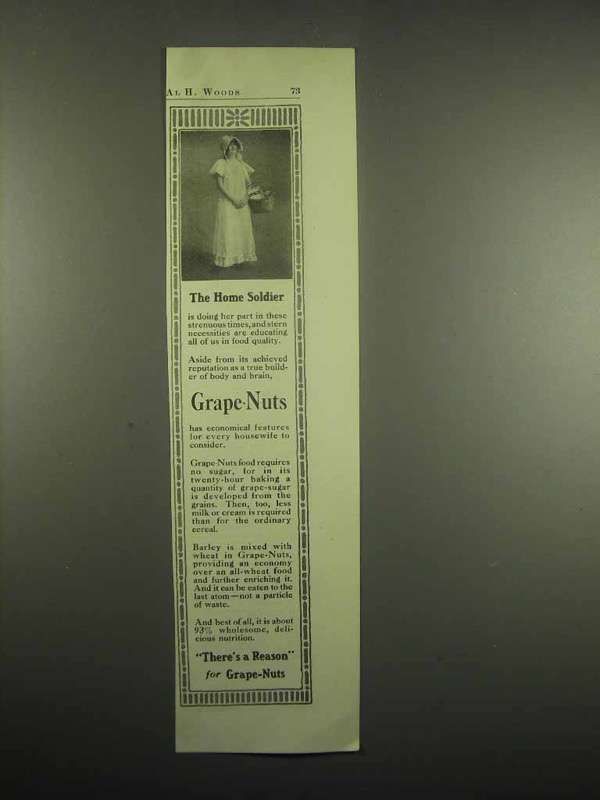 AL H. WOODS 73
The Home Soldier
is doing her part in these
strenuous times, and stern
necessities are educating
all of us in food quality.
Aside from its achieved
reputation as a true build-
er of body and brain,
Grape-Nuts
has economical features
for every housewife to
consider.
Grape-Nuts food requires
no sugar, for in its
twenty-hour baking a
quantity of grape-sugar
is developed from the
grains. Then, too, less
milk or cream is required
than for the ordinary
cereal.
Barley is mixed with
wheat in Grape-Nuts,
providing an economy
over an all-wheat food
and further enriching it.
And it can be eaten to the
last atom—not a particle
of waste.
And best of all, it is about
93% wholesome, deli-
cious nutrition.
"There's a Reason"
for Grape-Nuts